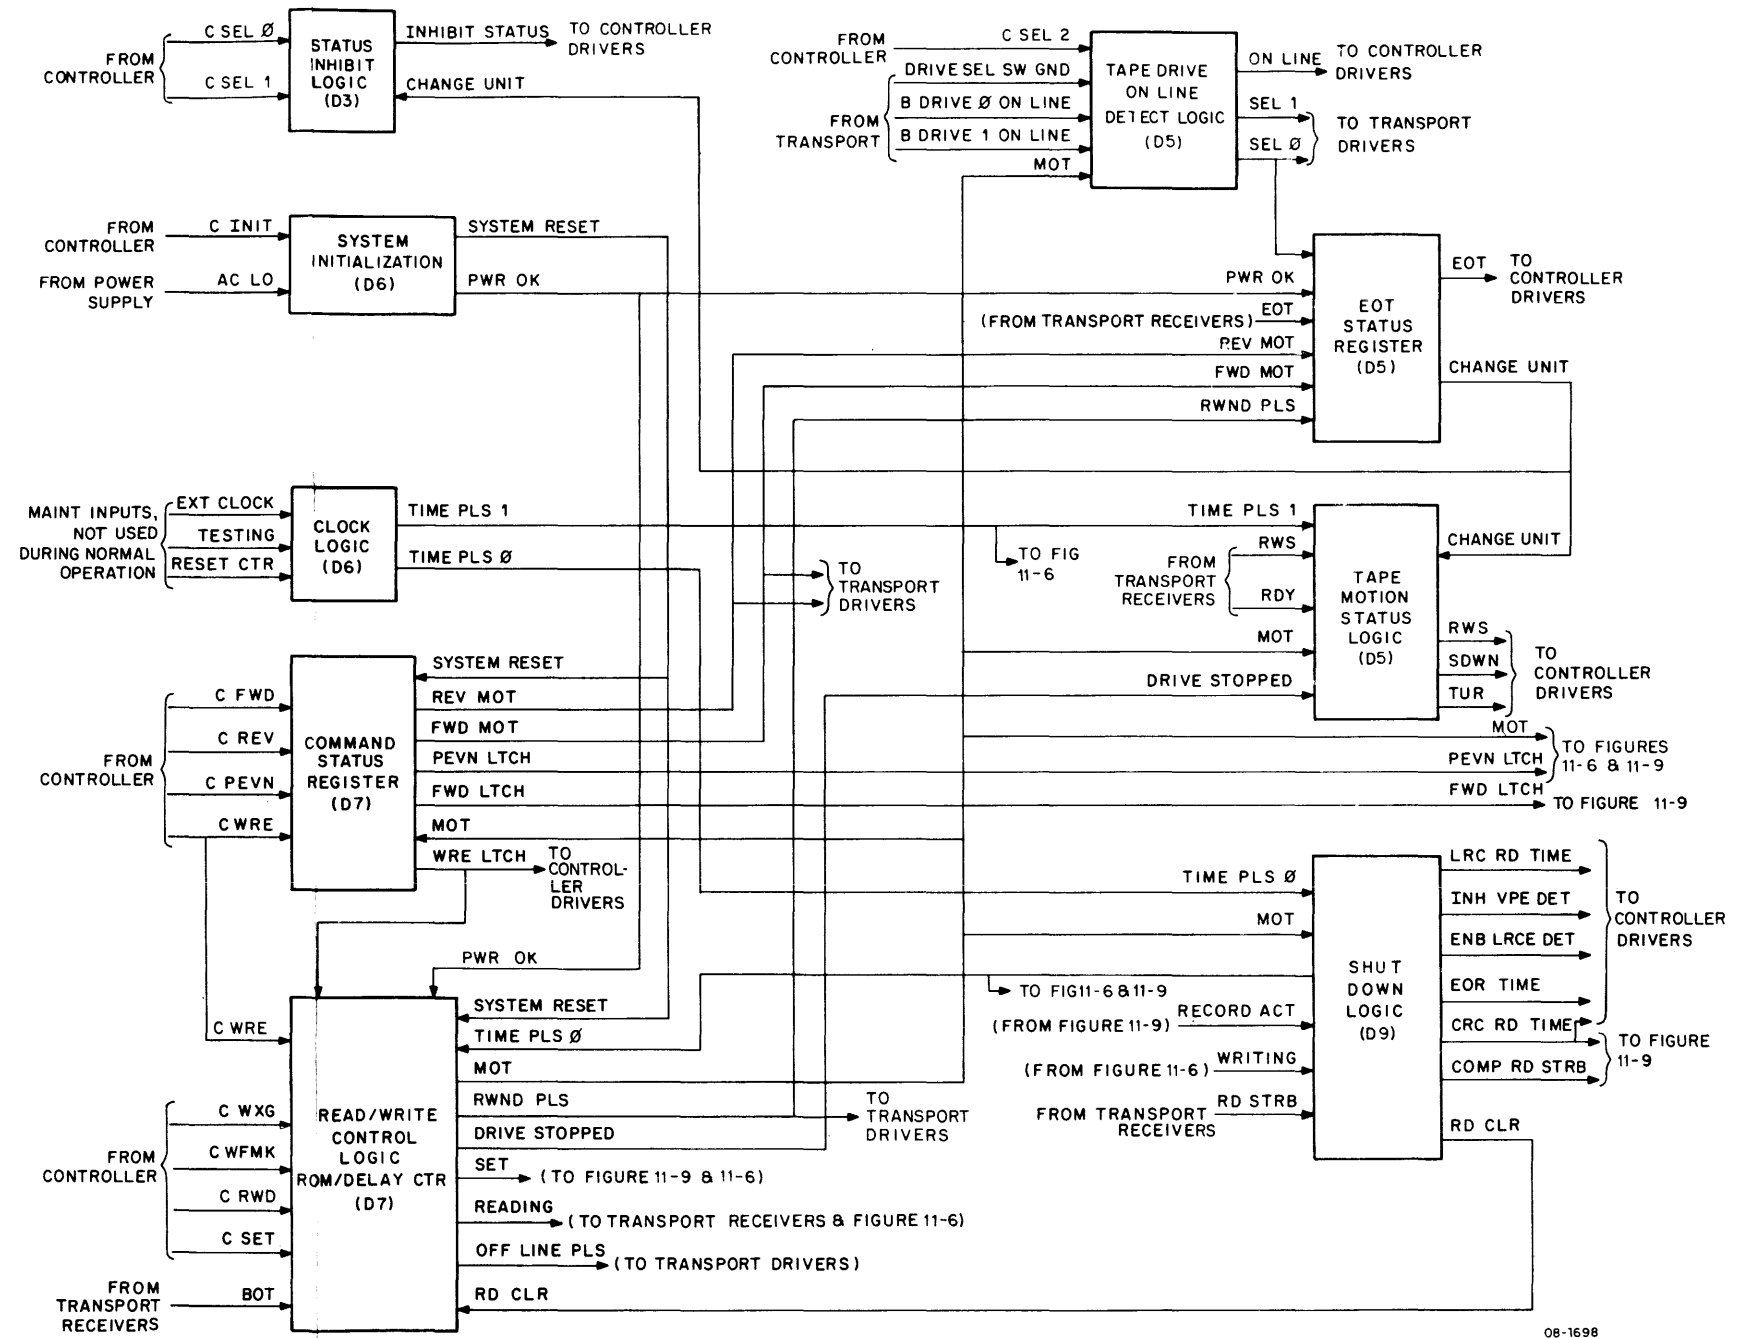 FROM
CONTROLLER
C SEL Ø
C SEL 1
STATUS
INHIBIT
LOGIC
(D3)
INHIBIT STATUS
TO CONTROLLER
DRIVERS
CHANGE UNIT
FROM
CONTROLLER
C SEL 2
DRIVE SEL SW GND
B DRIVE Ø ON LINE
B DRIVE 1 ON LINE
FROM
TRANSPORT
MOT
TAPE DRIVE
ON LINE
DETECT LOGIC
(D5)
ON LINE
TO CONTROLLER
DRIVERS
SEL 1
SEL Ø
TO TRANSPORT
DRIVERS
FROM
CONTROLLER
C INIT
FROM POWER
SUPPLY
AC LO
SYSTEM
INITIALIZATION
(D6)
SYSTEM RESET
PWR OK
PWR OK
(FROM TRANSPORT RECEIVERS)
EOT
REV MOT
FWD MOT
RWND PLS
EOT
STATUS
REGISTER
(D5)
EOT
TO
CONTROLLER
DRIVERS
CHANGE UNIT
MAINT INPUTS,
NOT USED
DURING NORMAL
OPERATION
EXT CLOCK
TESTING
RESET CTR
CLOCK
LOGIC
(D6)
TIME PLS 1
TIME PLS Ø
TO
TRANSPORT
DRIVERS
TO FIG
11-6
TIME PLS 1
FROM
TRANSPORT
RECEIVERS
RWS
RDY
MOT
DRIVE STOPPED
TAPE
MOTION
STATUS
LOGIC
(D5)
CHANGE UNIT
RWS
SDWN
TUR
TO
CONTROLLER
DRIVERS
FROM
CONTROLLER
C FWD
C REV
C PEVN
C WRE
COMMAND
STATUS
REGISTER
(D7)
SYSTEM RESET
REV MOT
FWD MOT
PEVN LTCH
FWD LTCH
MOT
WRE LTCH
TO
CONTROL-
LER
DRIVERS
MOT
PEVN LTCH
TO FIGURES
11-6 & 11-9
FWD LTCH
TO FIGURE 11-9
PWR OK
C WRE
FROM
CONTROLLER
C WXG
C WFMK
C RWD
C SET
FROM
TRANSPORT
RECEIVERS
BOT
READ/WRITE
CONTROL
LOGIC
ROM/DELAY CTR
(D7)
SYSTEM RESET
TIME PLS Ø
MOT
RWND PLS
TO
TRANSPORT
DRIVERS
DRIVE STOPPED
SET
(TO FIGURE 11-9 & 11-6)
READING
(TO TRANSPORT RECEIVERS & FIGURE 11-6)
OFF LINE PLS
(TO TRANSPORT DRIVERS)
RD CLR
TIME PLS Ø
MOT
TO FIG 11-6 & 11-9
RECORD ACT
(FROM FIGURE 11-9)
WRITING
(FROM FIGURE 11-6)
RD STRB
FROM TRANSPORT
RECEIVERS
SHUT
DOWN
LOGIC
(D9)
LRC RD TIME
INH VPE DET
ENB LRCE DET
EOR TIME
CRC RD TIME
COMP RD STRB
TO
CONTROLLER
DRIVERS
TO FIGURE
11-9
RD CLR
08-1698